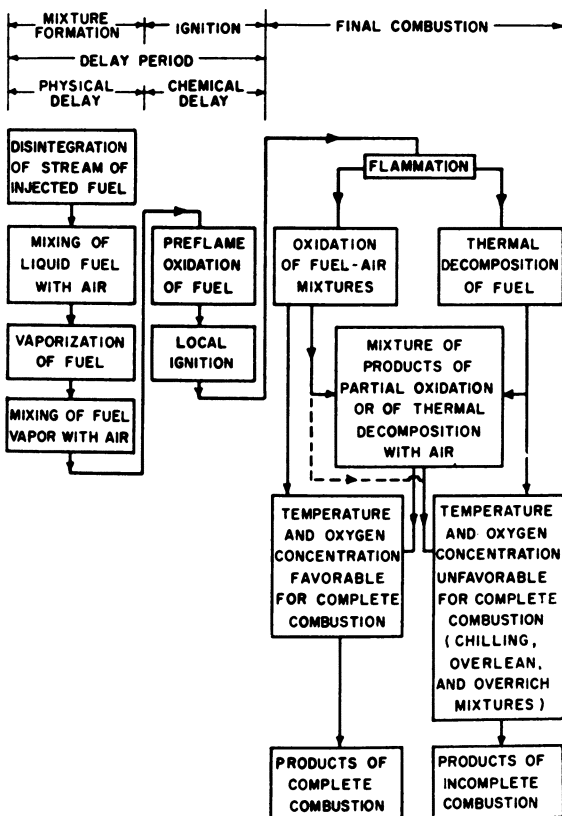 MIXTURE
FORMATION
IGNITION
FINAL COMBUSTION
DELAY PERIOD
PHYSICAL
DELAY
CHEMICAL
DELAY
DISINTEGRATION
OF STREAM OF
INJECTED FUEL
MIXING OF
LIQUID FUEL
WITH AIR
VAPORIZATION
OF FUEL
MIXING OF FUEL
VAPOR WITH AIR
PREFLAME
OXIDATION
OF FUEL
LOCAL
IGNITION
FLAMMATION
OXIDATION
OF FUEL-AIR
MIXTURES
THERMAL
DECOMPOSITION
OF FUEL
MIXTURE OF
PRODUCTS OF
PARTIAL OXIDATION
OR OF THERMAL
DECOMPOSITION
WITH AIR
TEMPERATURE
AND OXYGEN
CONCENTRATION
FAVORABLE
FOR COMPLETE
COMBUSTION
TEMPERATURE
AND OXYGEN
CONCENTRATION
UNFAVORABLE
FOR COMPLETE
COMBUSTION
(CHILLING,
OVERLEAN,
AND OVERRICH
MIXTURES)
PRODUCTS OF
COMPLETE
COMBUSTION
PRODUCTS OF
INCOMPLETE
COMBUSTION